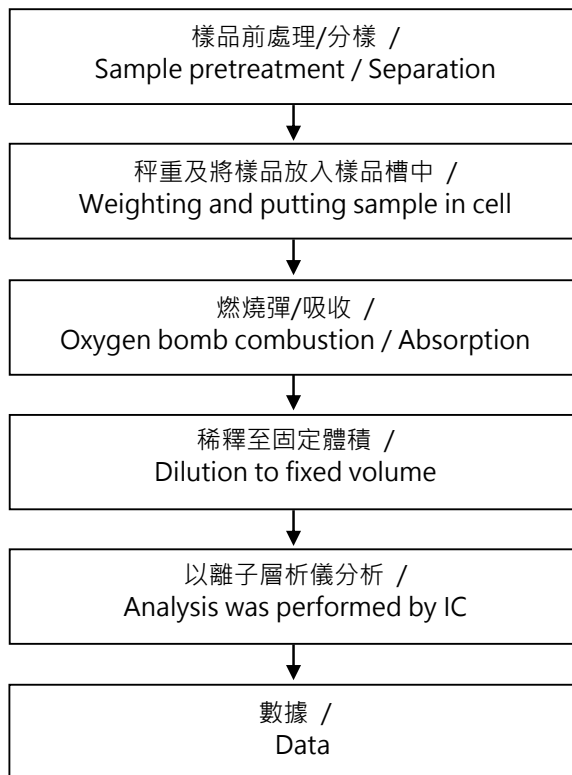 樣品前處理/分樣 /
Sample pretreatment / Separation
秤重及將樣品放入樣品槽中 /
Weighting and putting sample in cell
燃燒彈/吸收 /
Oxygen bomb combustion / Absorption
稀釋至固定體積 /
Dilution to fixed volume
以離子層析儀分析 /
Analysis was performed by IC
數據 /
Data